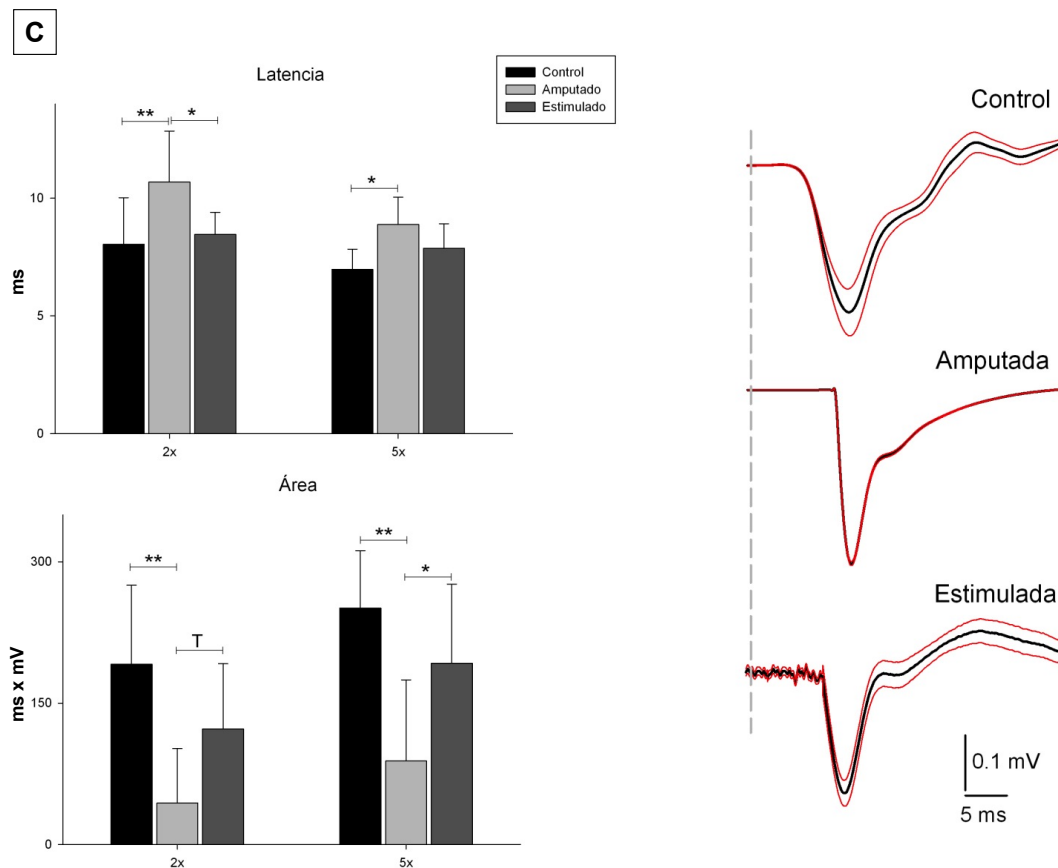 C
Latencia
Control
Amputado
Estimulado
** *
*
10
5
0
ms
2x 5x
Área
** 
T
**
*
300
150
0
ms x mV
2x 5x
Control
Amputada
Estimulada
0.1 mV
5 ms